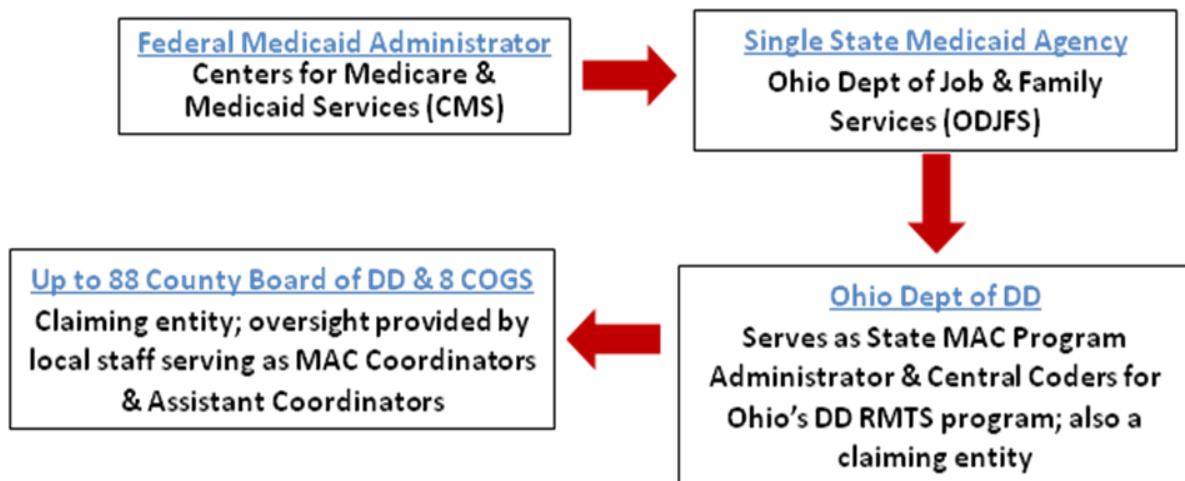 Federal Medicaid Administrator
Centers for Medicare &
Medicaid Services (CMS)
Single State Medicaid Agency
Ohio Dept of Job & Family
Services (ODJFS)
Ohio Dept of DD
Serves as State MAC Program
Administrator & Central Coders for
Ohio's DD RMTS program; also a
claiming entity
Up to 88 County Board of DD & 8 COGS
Claiming entity; oversight provided by
local staff serving as MAC Coordinators
& Assistant Coordinators